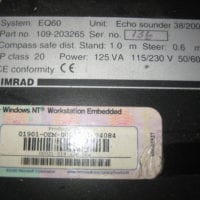 System: EQ60 Unit: Echo sounder 38/200
Part no 109-203265 Ser no. 136
Compass safe dist. Stand: 1.0 m Steer: 0.6 m
IP class 20 Power: 125 VA 115/230 V 50/60
CE conformity CE
SIMRAD
Windows NT® Workstation Embedded